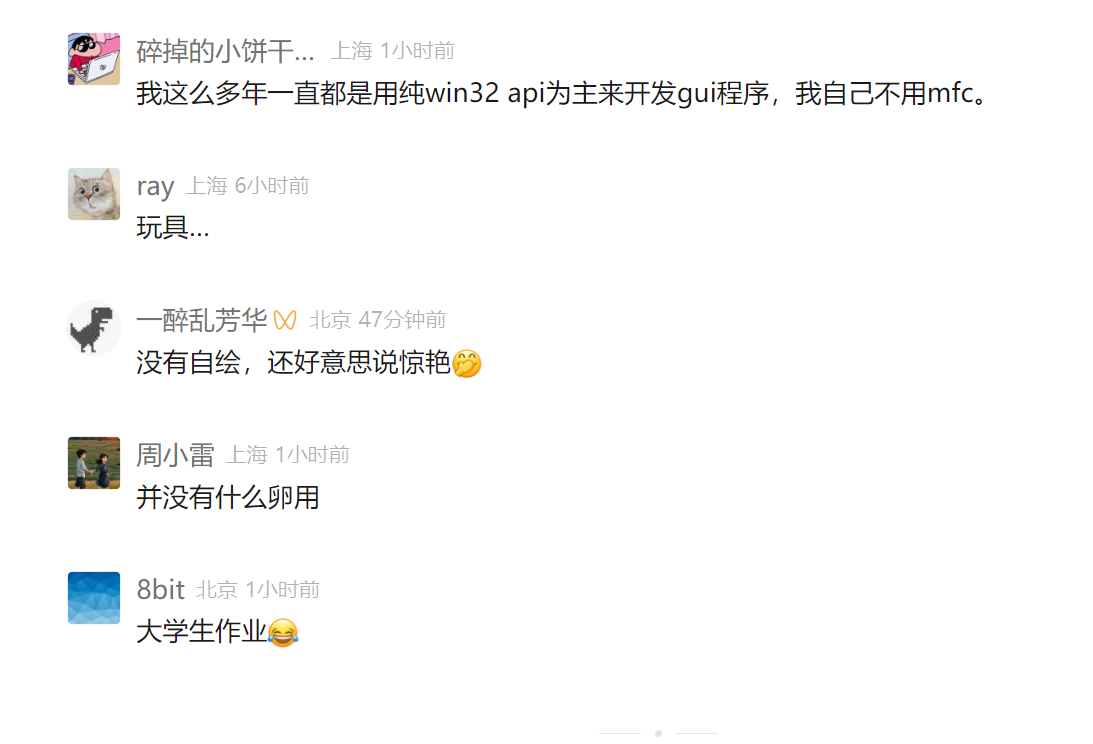 碎掉的小饼干... 上海 1小时前
我这么多年一直都是用纯win32 api为主来开发gui程序，我自己不用mfc。
ray 上海 6小时前
玩具...
一醉乱芳华 北京 47分钟前
没有自绘，还好意思说惊艳🤭
周小雷 上海 1小时前
并没有什么卵用
8bit 北京 1小时前
大学生作业😂